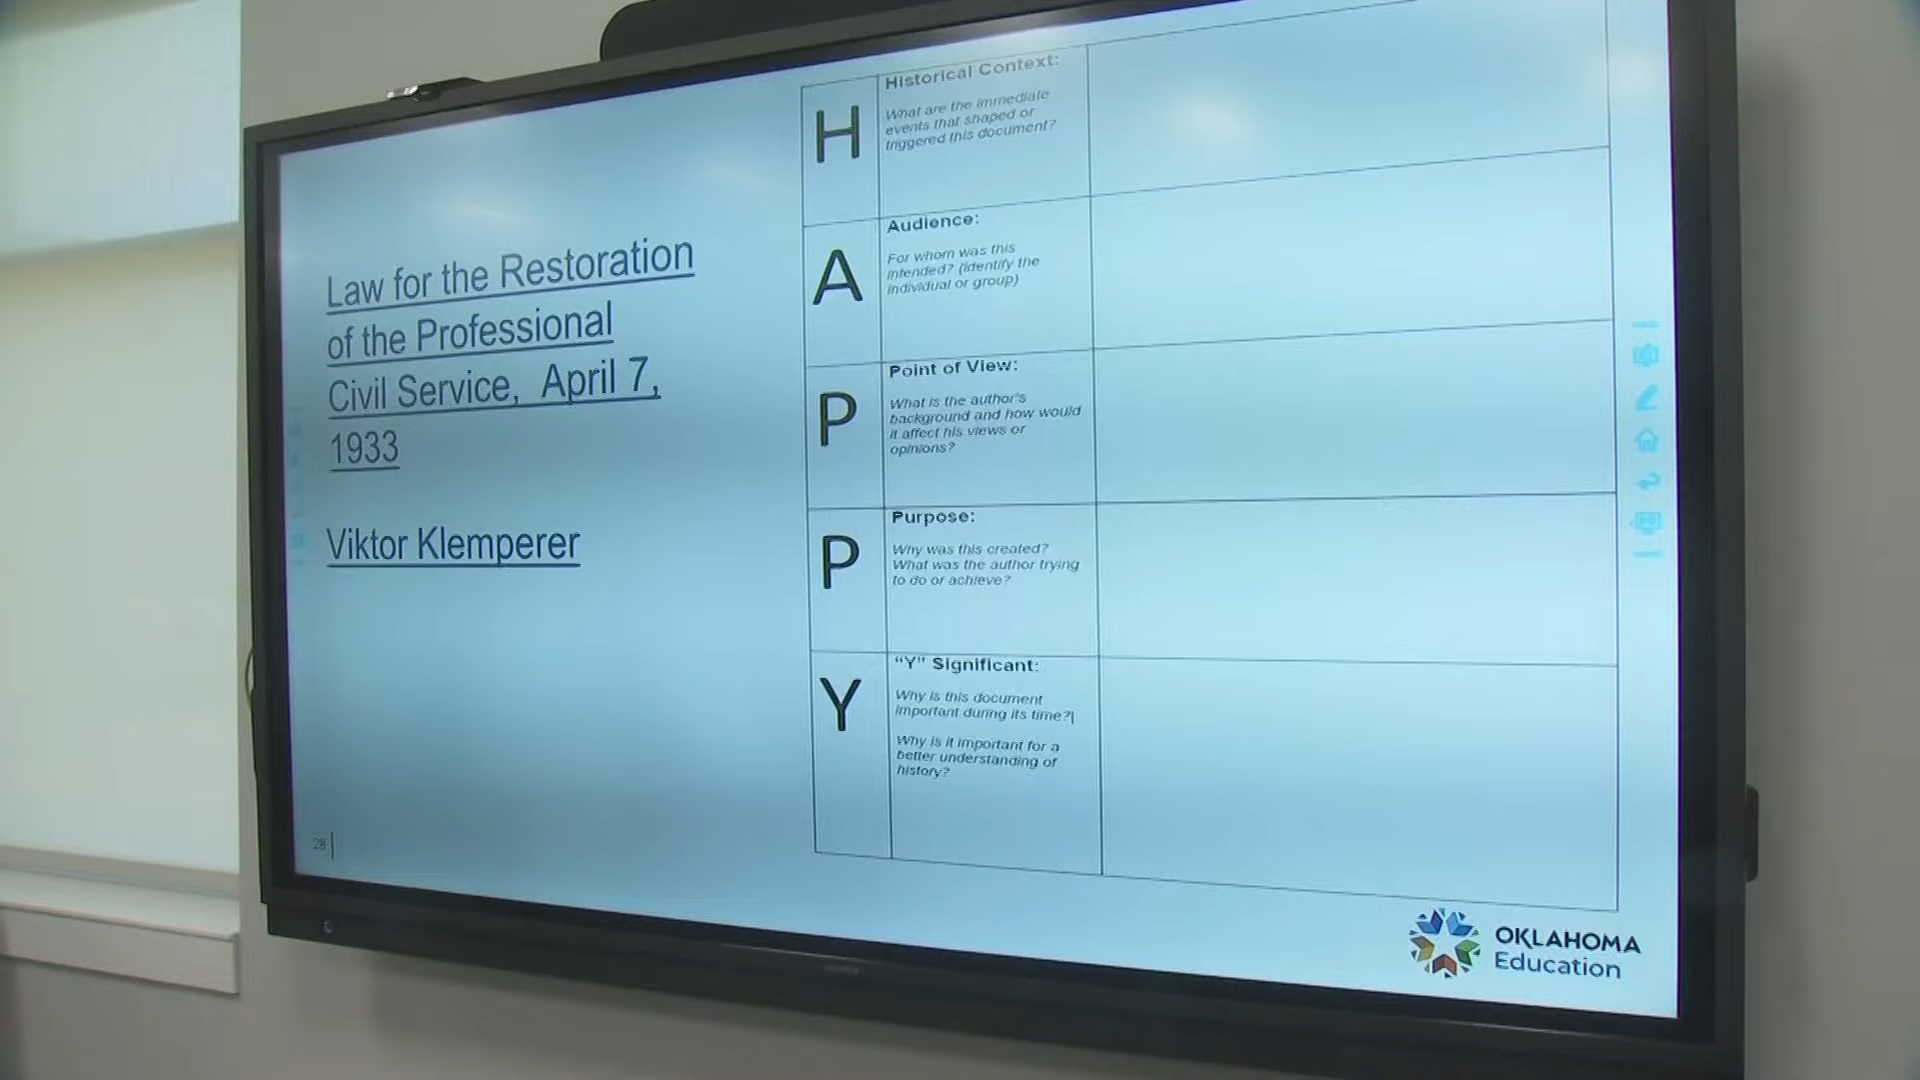 Law for the Restoration
of the Professional
Civil Service, April 7,
1933
Viktor Klemperer
28
H
Historical Context:
What are the immediate
events that shaped or
triggered this document?
A
Audience:
For whom was this
intended? (identify the
individual or group)
P
Point of View:
What is the author's
background and how would
it affect his views or
opinions?
P
Purpose:
Why was this created?
What was the author trying
to do or achieve?
Y
“Y” Significant:
Why is this document
important during its time?
Why is it important for a
better understanding of
history?
OKLAHOMA
Education